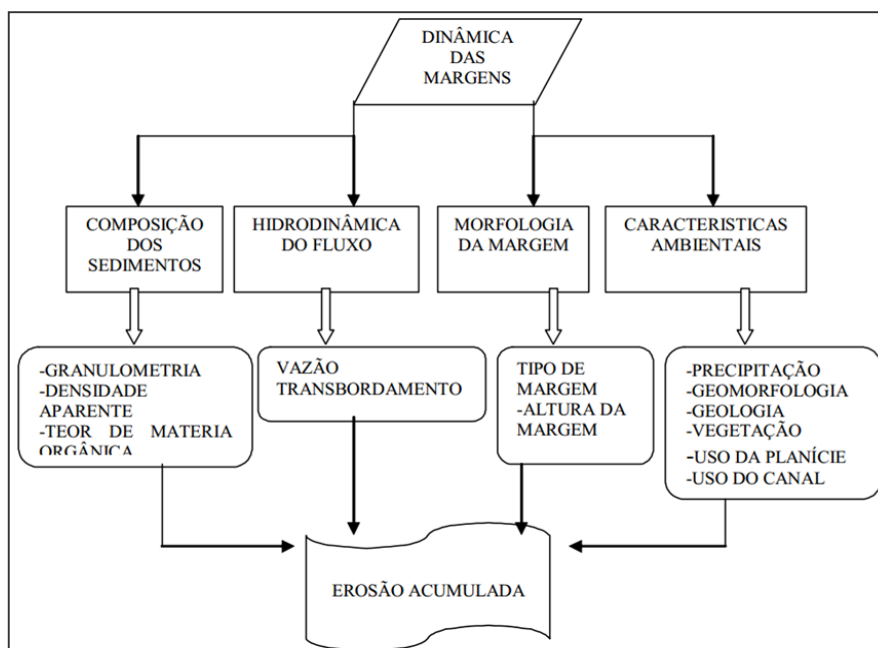 DINÂMICA
DAS
MARGENS
COMPOSIÇÃO
DOS
SEDIMENTOS
HIDRODINÂMICA
DO FLUXO
MORFOLOGIA
DA MARGEM
CARACTERISTICAS
AMBIENTAIS
-GRANULOMETRIA
-DENSIDADE
APARENTE
-TEOR DE MATERIA
ORGÂNICA
VAZÃO
TRANSBORDAMENTO
TIPO DE
MARGEM
-ALTURA DA
MARGEM
-PRECIPITAÇÃO
-GEOMORFOLOGIA
-GEOLOGIA
-VEGETAÇÃO
-USO DA PLANÍCIE
-USO DO CANAL
EROSÃO ACUMULADA